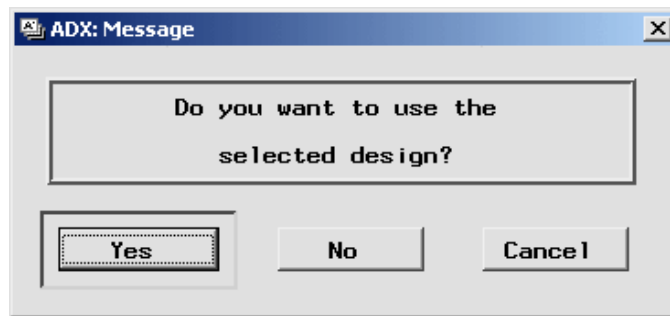 ADX: Message
Do you want to use the
selected design?
Yes No Cancel